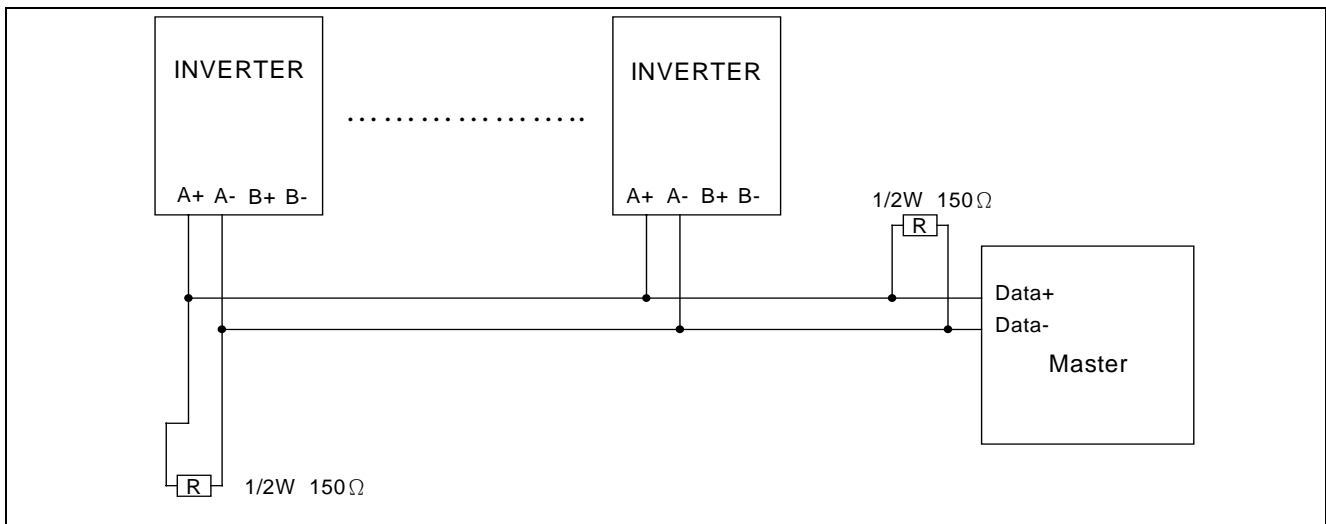 INVERTER
INVERTER
....................
A+ A- B+ B-
A+ A- B+ B-
1/2W 150Ω
R
Data+
Data-
Master
R 1/2W 150Ω